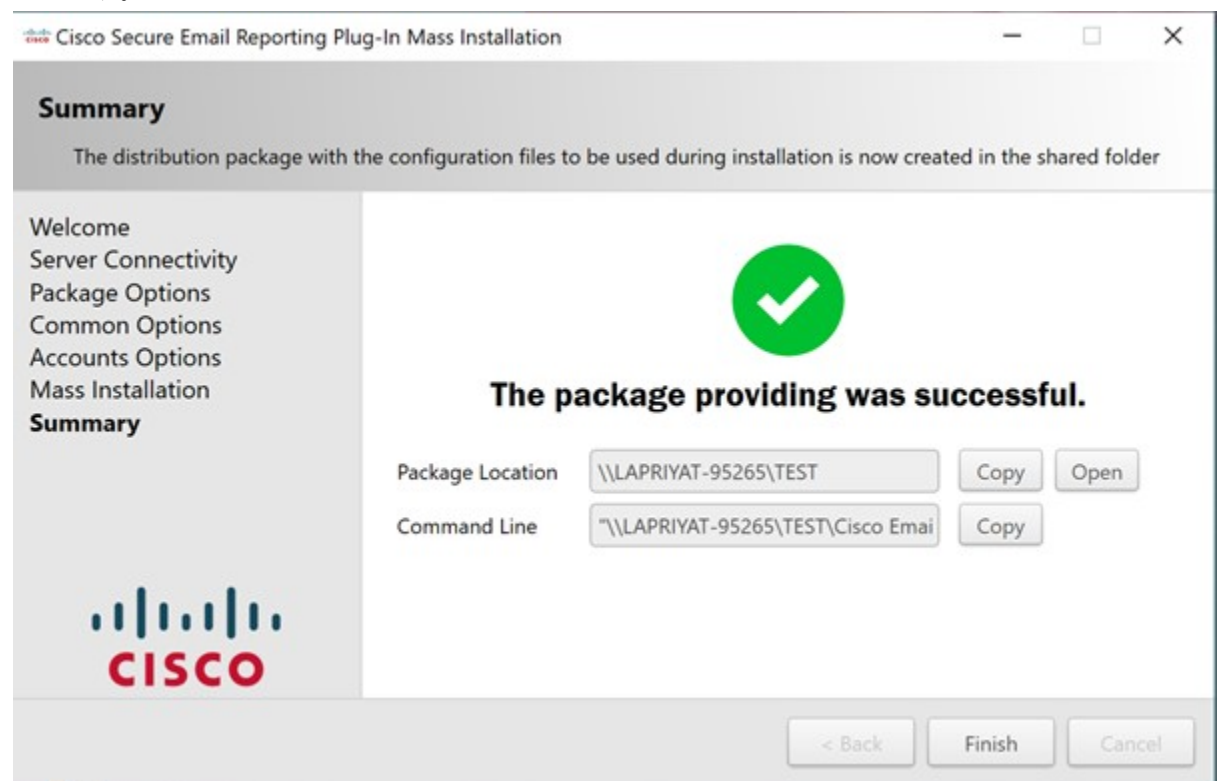 CISCO Cisco Secure Email Reporting Plug-In Mass Installation
Summary
The distribution package with the configuration files to be used during installation is now created in the shared folder
Welcome
Server Connectivity
Package Options
Common Options
Accounts Options
Mass Installation
Summary
The package providing was successful.
Package Location \\LAPRIYAT-95265\TEST Copy Open
Command Line "\\LAPRIYAT-95265\TEST\Cisco Emai Copy
CISCO
< Back Finish Cancel